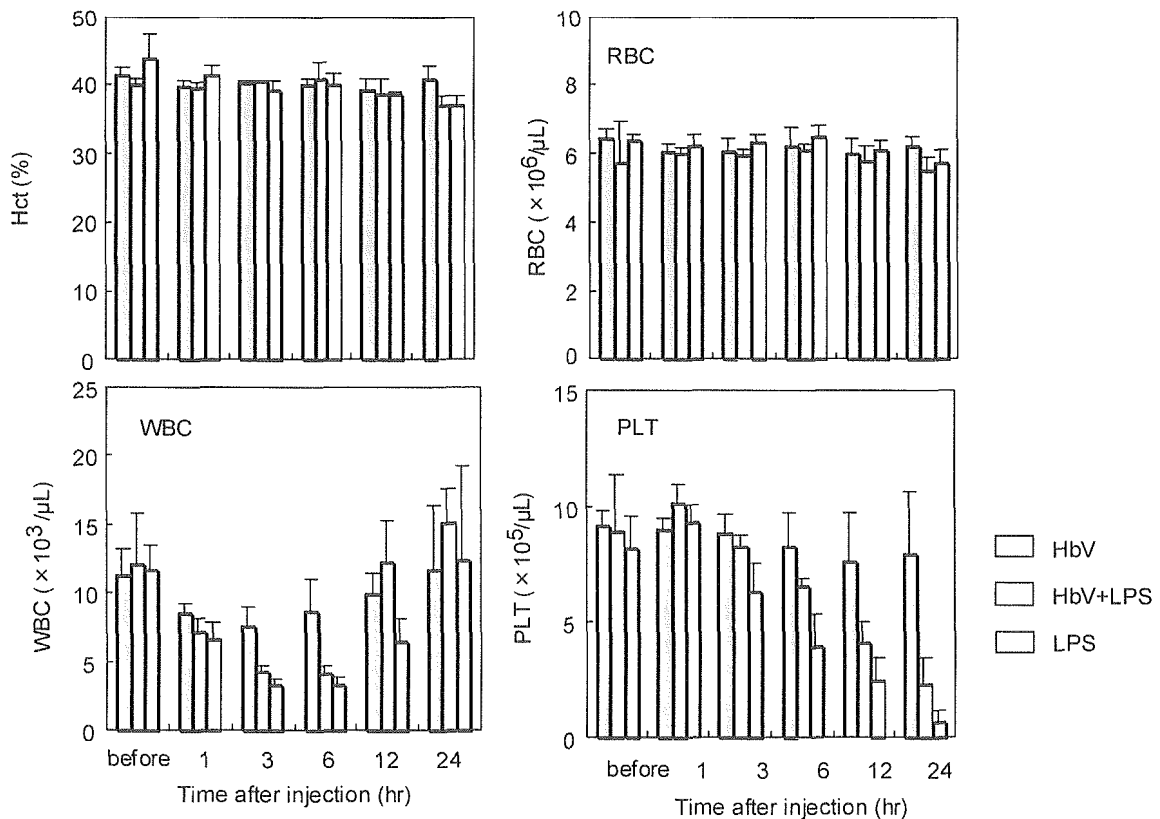 50
40
30
20
10
0
Hct (%)
RBC
10
8
6
4
2
0
RBC ( × 10⁶/µL)
WBC
25
20
15
10
5
0
WBC ( × 10³/µL)
before 1 3 6 12 24
Time after injection (hr)
PLT
15
10
5
0
PLT ( × 10⁵/µL)
before 1 3 6 12 24
Time after injection (hr)
HbV
HbV+LPS
LPS